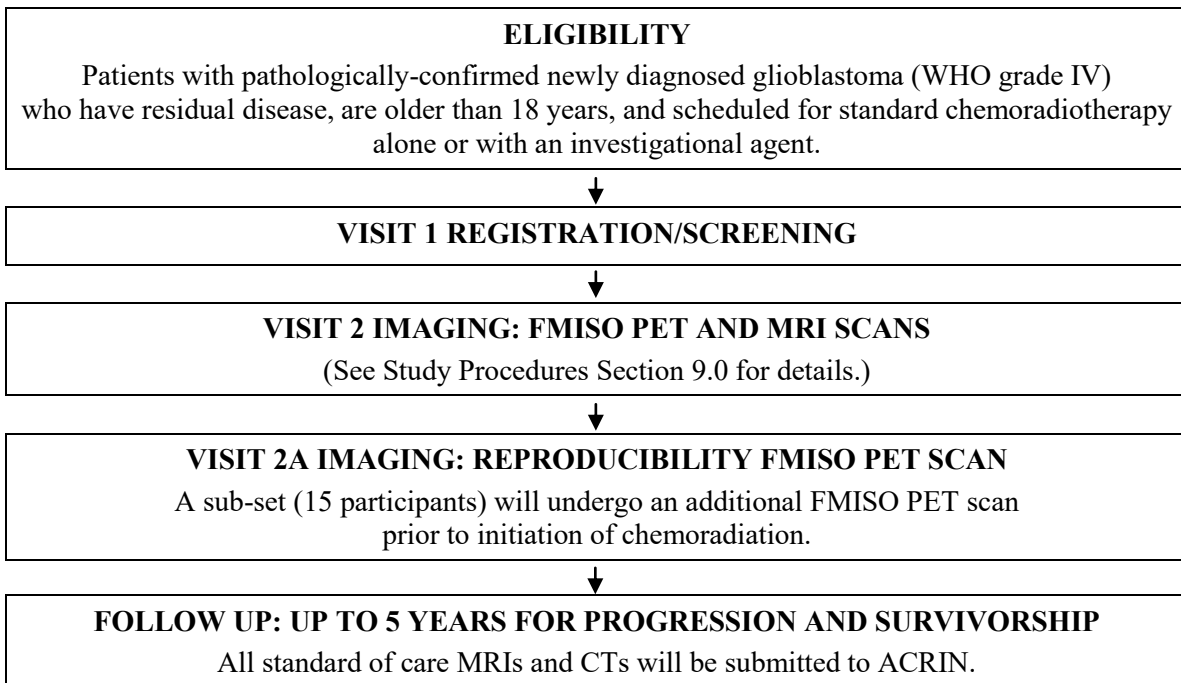 ELIGIBILITY
Patients with pathologically-confirmed newly diagnosed glioblastoma (WHO grade IV)
who have residual disease, are older than 18 years, and scheduled for standard chemoradiotherapy
alone or with an investigational agent.
VISIT 1 REGISTRATION/SCREENING
VISIT 2 IMAGING: FMISO PET AND MRI SCANS
(See Study Procedures Section 9.0 for details.)
VISIT 2A IMAGING: REPRODUCIBILITY FMISO PET SCAN
A sub-set (15 participants) will undergo an additional FMISO PET scan
prior to initiation of chemoradiation.
FOLLOW UP: UP TO 5 YEARS FOR PROGRESSION AND SURVIVORSHIP
All standard of care MRIs and CTs will be submitted to ACRIN.